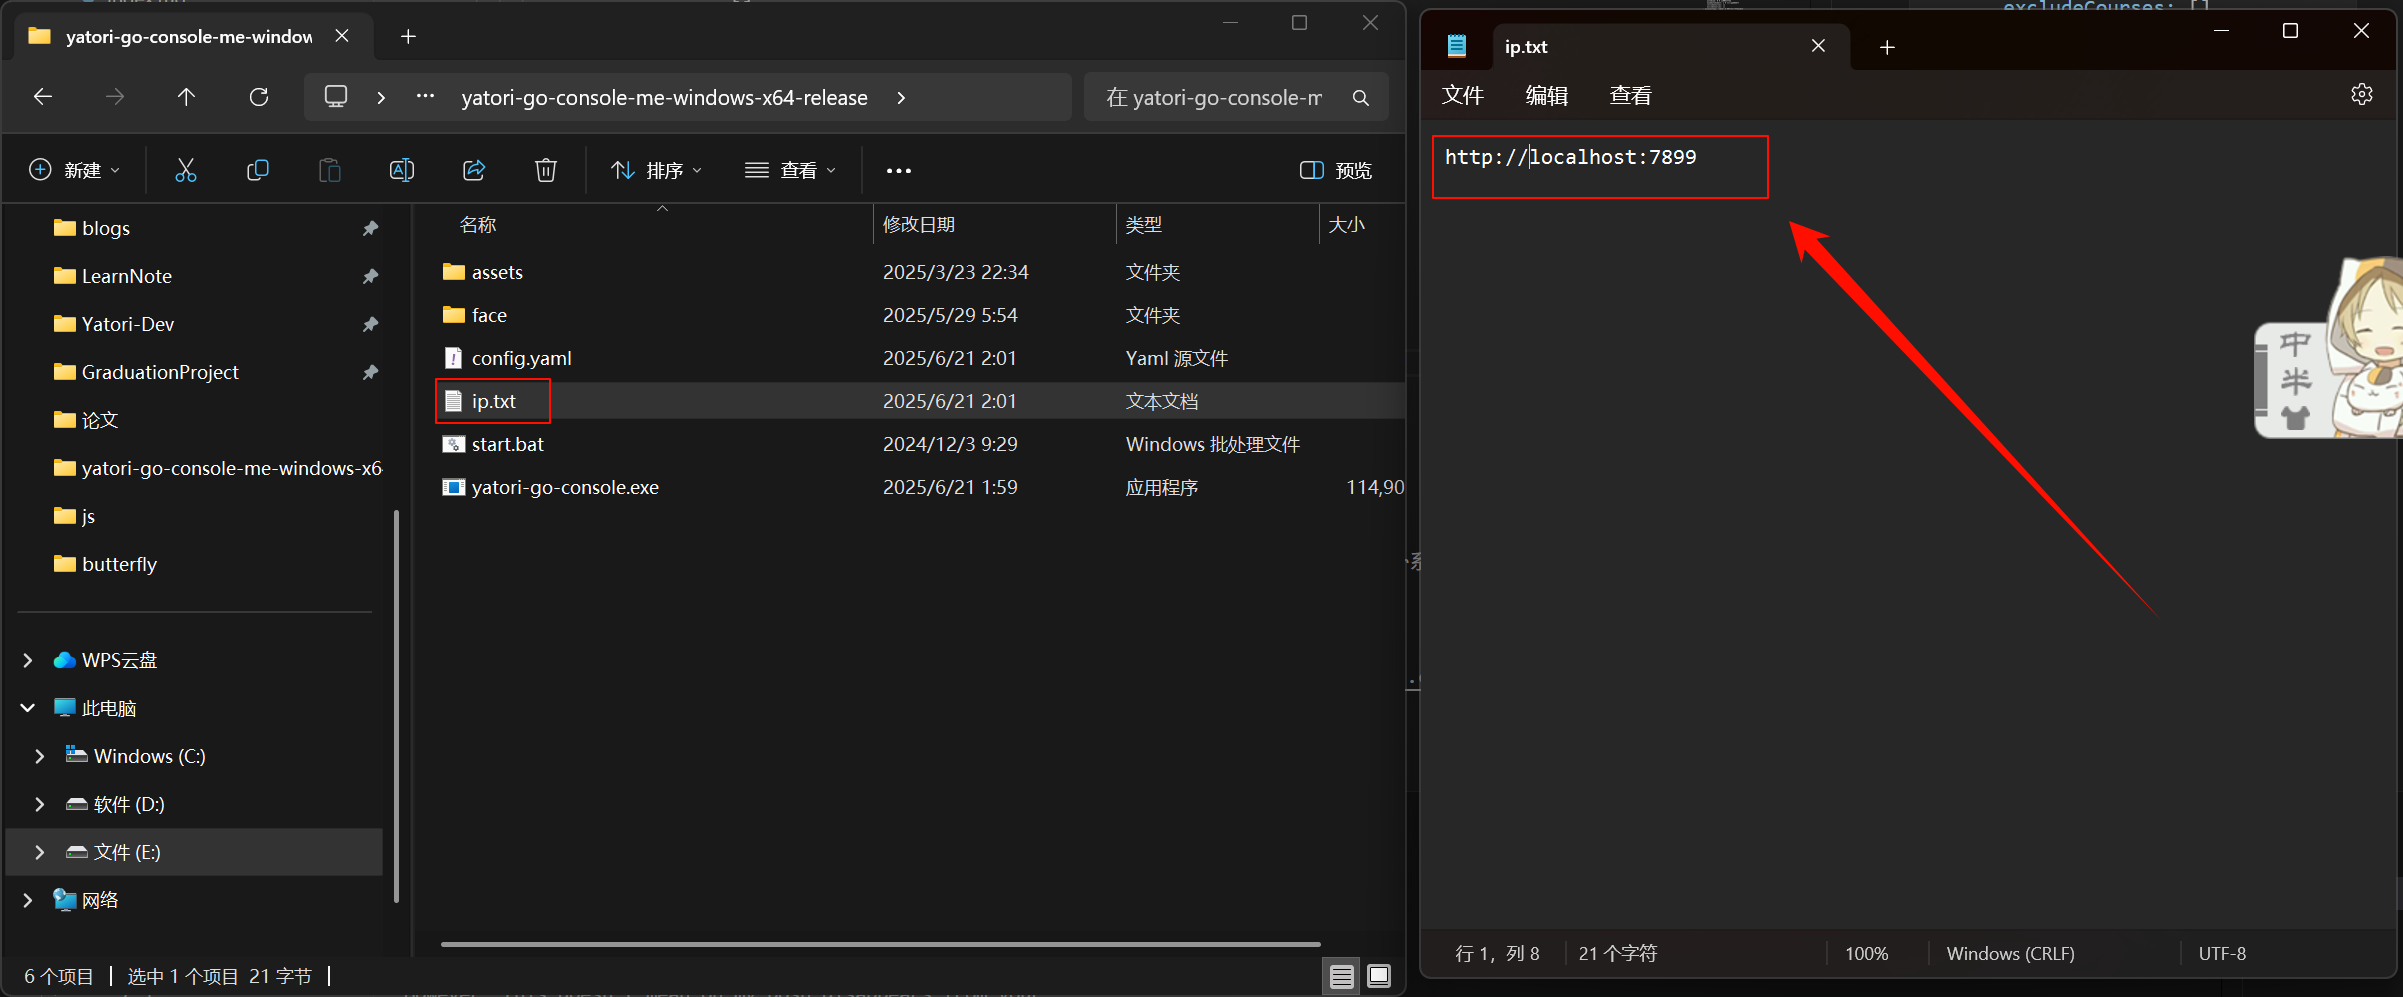 excludeCourses: []
yatori-go-console-me-window
yatori-go-console-me-windows-x64-release
在 yatori-go-console-m
新建
排序
查看
预览
名称
修改日期
类型
大小
blogs
LearnNote
Yatori-Dev
GraduationProject
论文
yatori-go-console-me-windows-x6
js
butterfly
WPS云盘
此电脑
Windows (C:)
软件 (D:)
文件 (E:)
网络
assets 2025/3/23 22:34 文件夹
face 2025/5/29 5:54 文件夹
config.yaml 2025/6/21 2:01 Yaml 源文件
ip.txt 2025/6/21 2:01 文本文档
start.bat 2024/12/3 9:29 Windows 批处理文件
yatori-go-console.exe 2025/6/21 1:59 应用程序 114,90
6 个项目 选中 1 个项目 21 字节
ip.txt
文件 编辑 查看
http://localhost:7899
中
半
行 1，列 8 21 个字符 100% Windows (CRLF) UTF-8